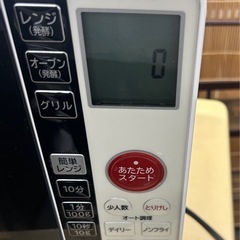 レンジ
(発酵)
オーブン
(発酵)
グリル
0
あたため
スタート
簡単
レンジ
10分
1分
100g
10秒
10g
少人数
とりけし
オート調理
デイリー
ノンフライ